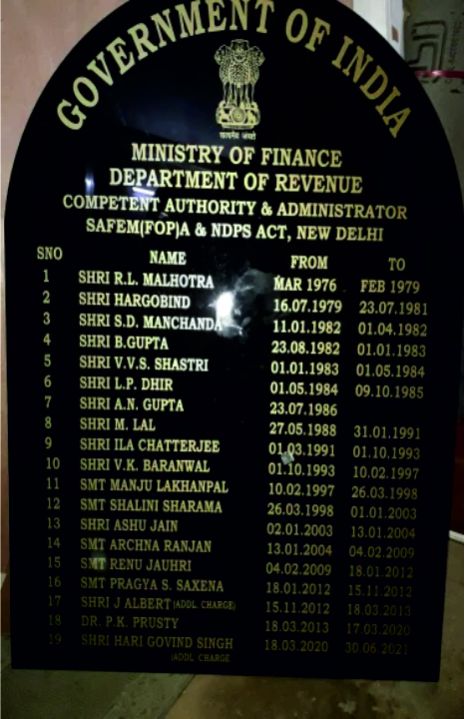 GOVERNMENT OF INDIA
सत्यमेव जयते
MINISTRY OF FINANCE
DEPARTMENT OF REVENUE
COMPETENT AUTHORITY & ADMINISTRATOR
SAFEM(FOP)A & NDPS ACT, NEW DELHI
SNO NAME FROM TO
1 SHRI R.L. MALHOTRA MAR 1976 FEB 1979
2 SHRI HARGOBIND 16.07.1979 23.07.1981
3 SHRI S.D. MANCHANDA 11.01.1982 01.04.1982
4 SHRI B.GUPTA 23.08.1982 01.01.1983
5 SHRI V.V.S. SHASTRI 01.01.1983 01.05.1984
6 SHRI L.P. DHIR 01.05.1984 09.10.1985
7 SHRI A.N. GUPTA 23.07.1986
8 SHRI M. LAL 27.05.1988 31.01.1991
9 SHRI ILA CHATTERJEE 01.03.1991 01.10.1993
10 SHRI V.K. BARANWAL 01.10.1993 10.02.1997
11 SMT MANJU LAKHANPAL 10.02.1997 26.03.1998
12 SMT SHALINI SHARAMA 26.03.1998 01.01.2003
13 SHRI ASHU JAIN 02.01.2003 13.01.2004
14 SMT ARCHNA RANJAN 13.01.2004 04.02.2009
15 SMT RENU JAUHRI 04.02.2009 18.01.2012
16 SMT PRAGYA S. SAXENA 18.01.2012 15.11.2012
17 SHRI J ALBERT (ADDL. CHARGE) 15.11.2012 18.03.2013
18 DR. P.K. PRUSTY 18.03.2013 17.03.2020
19 SHRI HARI GOVIND SINGH 18.03.2020 30.06.2021
(ADDL. CHARGE